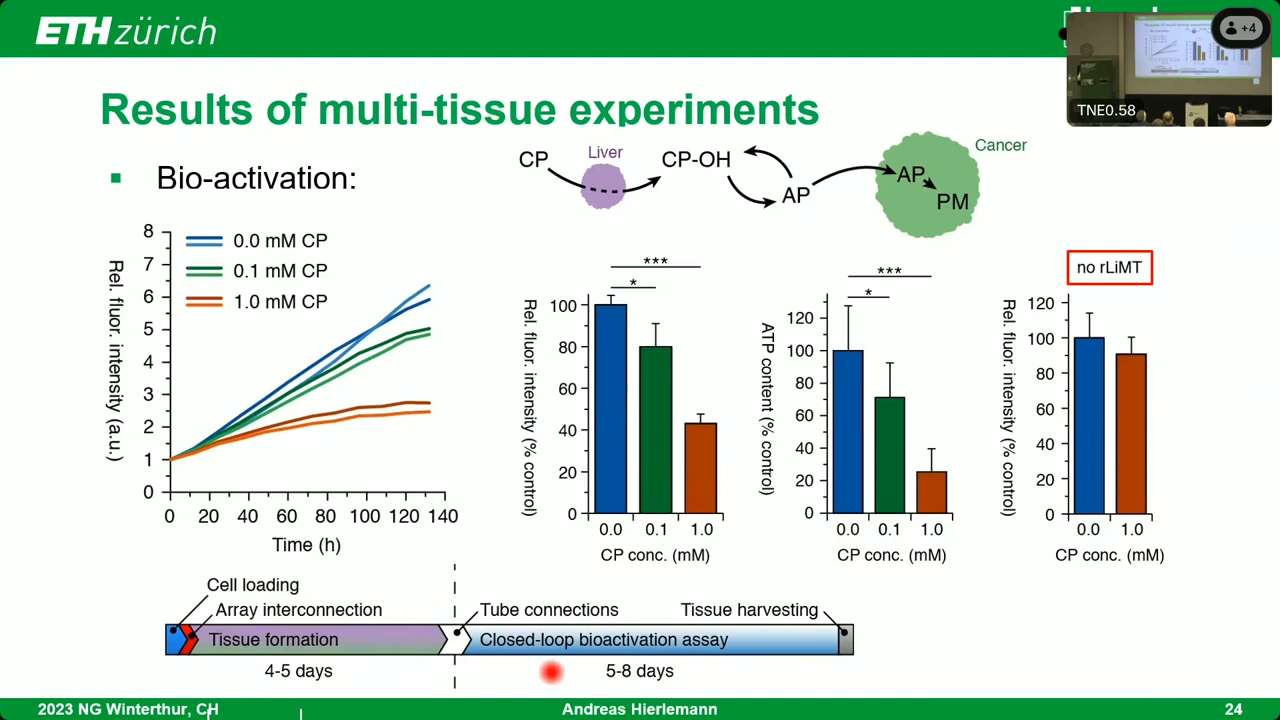 ETH zürich
+4
TNE0.58
Results of multi-tissue experiments
Bio-activation:
CP
Liver
CP-OH
AP
Cancer
AP
PM
8
7
6
5
4
3
2
1
0
0.0 mM CP
0.1 mM CP
1.0 mM CP
Rel. fluor. intensity (a.u.)
0 20 40 60 80 100 120 140
Time (h)
***
*
100
80
60
40
20
0
Rel. fluor. intensity (% control)
0.0 0.1 1.0
CP conc. (mM)
***
*
120
100
80
60
40
20
0
ATP content (% control)
0.0 0.1 1.0
CP conc. (mM)
no rLiMT
120
100
80
60
40
20
0
Rel. fluor. intensity (% control)
0.0 1.0
CP conc. (mM)
Cell loading
Array interconnection
Tube connections
Tissue harvesting
Tissue formation
Closed-loop bioactivation assay
4-5 days
5-8 days
2023 NG Winterthur, CH
Andreas Hierlemann
24